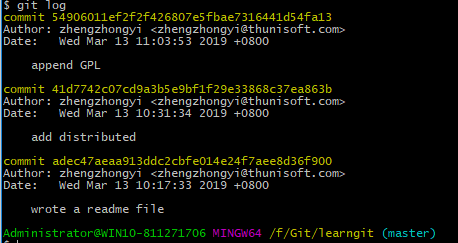 $ git log
commit 54906011ef2f2f426807e5fbae7316441d54fa13
Author: zhengzhongyi <zhengzhongyi@thunisoft.com>
Date:   Wed Mar 13 11:03:53 2019 +0800
append GPL
commit 41d7742c07cd9a3b5e9bf1f29e33868c37ea863b
Author: zhengzhongyi <zhengzhongyi@thunisoft.com>
Date:   Wed Mar 13 10:31:34 2019 +0800
add distributed
commit adec47aeaa913ddc2cbfe014e24f7aee8d36f900
Author: zhengzhongyi <zhengzhongyi@thunisoft.com>
Date:   Wed Mar 13 10:17:33 2019 +0800
wrote a readme file
Administrator@WIN10-811271706 MINGW64 /f/Git/learngit (master)
$